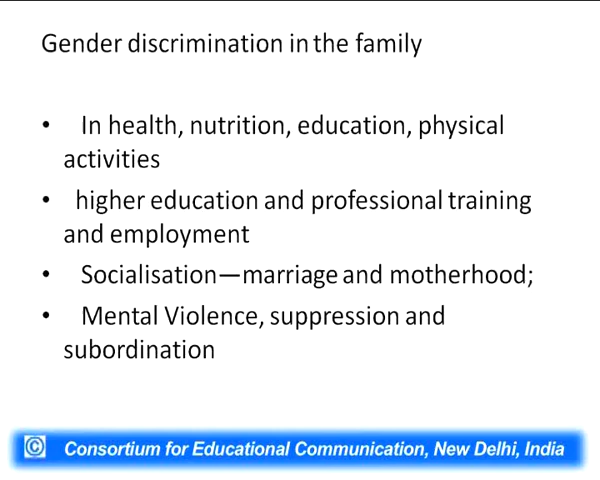 Gender discrimination in the family
• In health, nutrition, education, physical
activities
• higher education and professional training
and employment
• Socialisation—marriage and motherhood;
• Mental Violence, suppression and
subordination
© Consortium for Educational Communication, New Delhi, India